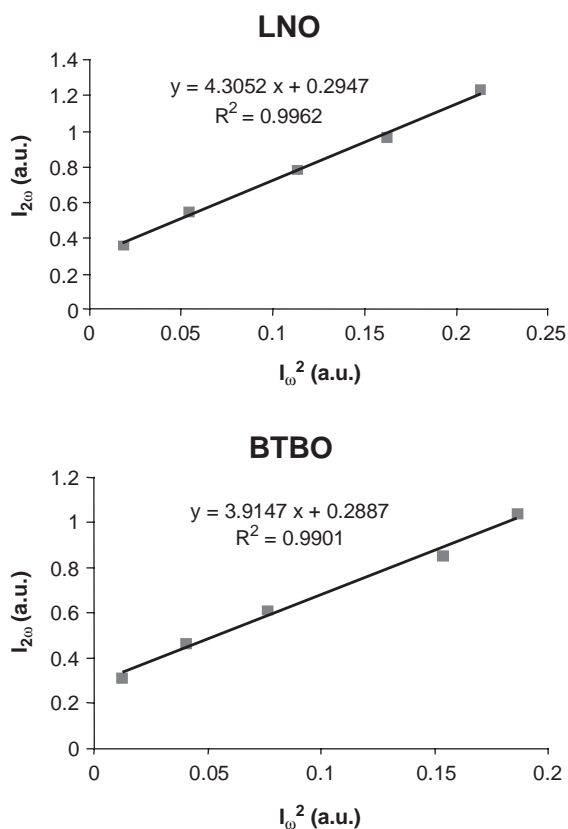 LNO
1.4
1.2
1
0.8
0.6
0.4
0.2
0
y = 4.3052 x + 0.2947
R² = 0.9962
I₂ω (a.u.)
0 0.05 0.1 0.15 0.2 0.25
Iω² (a.u.)
BTBO
1.2
1
0.8
0.6
0.4
0.2
0
y = 3.9147 x + 0.2887
R² = 0.9901
I₂ω (a.u.)
0 0.05 0.1 0.15 0.2
Iω² (a.u.)